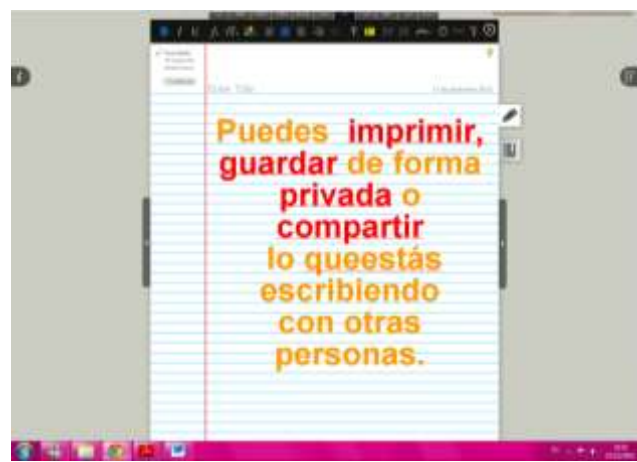 Puedes imprimir,
guardar de forma
privada o
compartir
lo queestás
escribiendo
con otras
personas.